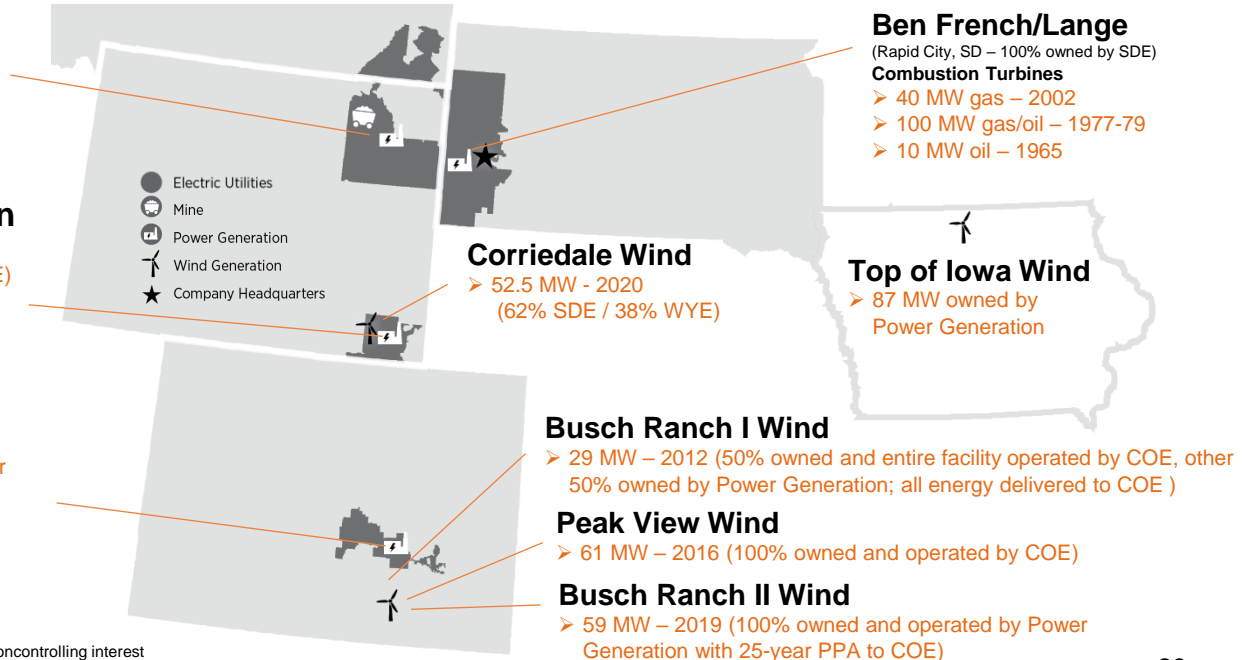 Ben French/Lange
(Rapid City, SD – 100% owned by SDE)
Combustion Turbines
➢ 40 MW gas – 2002
➢ 100 MW gas/oil – 1977-79
➢ 10 MW oil – 1965
Electric Utilities
Mine
Power Generation
Wind Generation
Company Headquarters
n
E)
Corriedale Wind
➢ 52.5 MW - 2020
(62% SDE / 38% WYE)
Top of Iowa Wind
➢ 87 MW owned by
Power Generation
r
Busch Ranch I Wind
➢ 29 MW – 2012 (50% owned and entire facility operated by COE, other
50% owned by Power Generation; all energy delivered to COE )
Peak View Wind
➢ 61 MW – 2016 (100% owned and operated by COE)
Busch Ranch II Wind
➢ 59 MW – 2019 (100% owned and operated by Power
Generation with 25-year PPA to COE)
oncontrolling interest